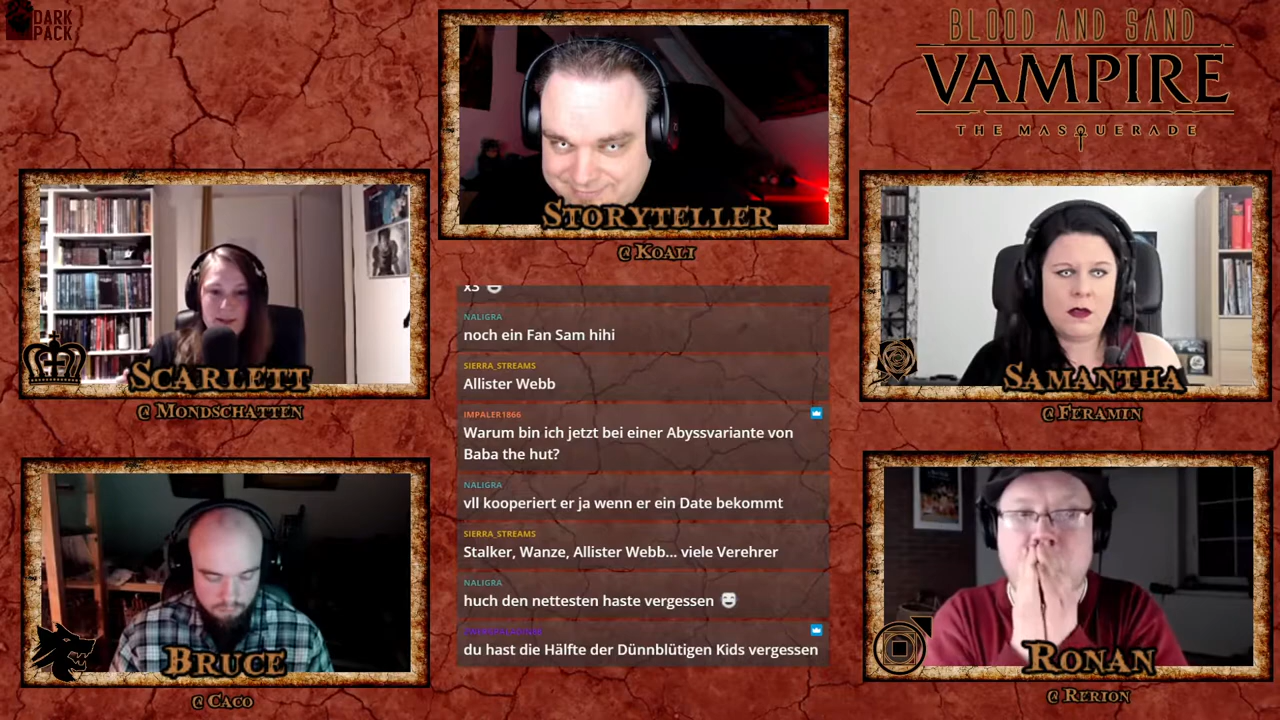 DARK
PACK
BLOOD AND SAND
VAMPIRE
THE MASQUERADE
STORYTELLER
@ KOALI
SCARLETT
@ MONDSCHATTEN
SAMANTHA
@ FERAMIN
x3
NALIGRA
noch ein Fan Sam hihi
SIERRA_STREAMS
Allister Webb
IMPALER1866
Warum bin ich jetzt bei einer Abyssvariante von
Baba the hut?
NALIGRA
vll kooperiert er ja wenn er ein Date bekommt
SIERRA_STREAMS
Stalker, Wanze, Allister Webb... viele Verehrer
NALIGRA
huch den nettesten haste vergessen
du hast die Hälfte der Dünnblütigen Kids vergessen
BRUCE
@ CACO
RONAN
@ RERION